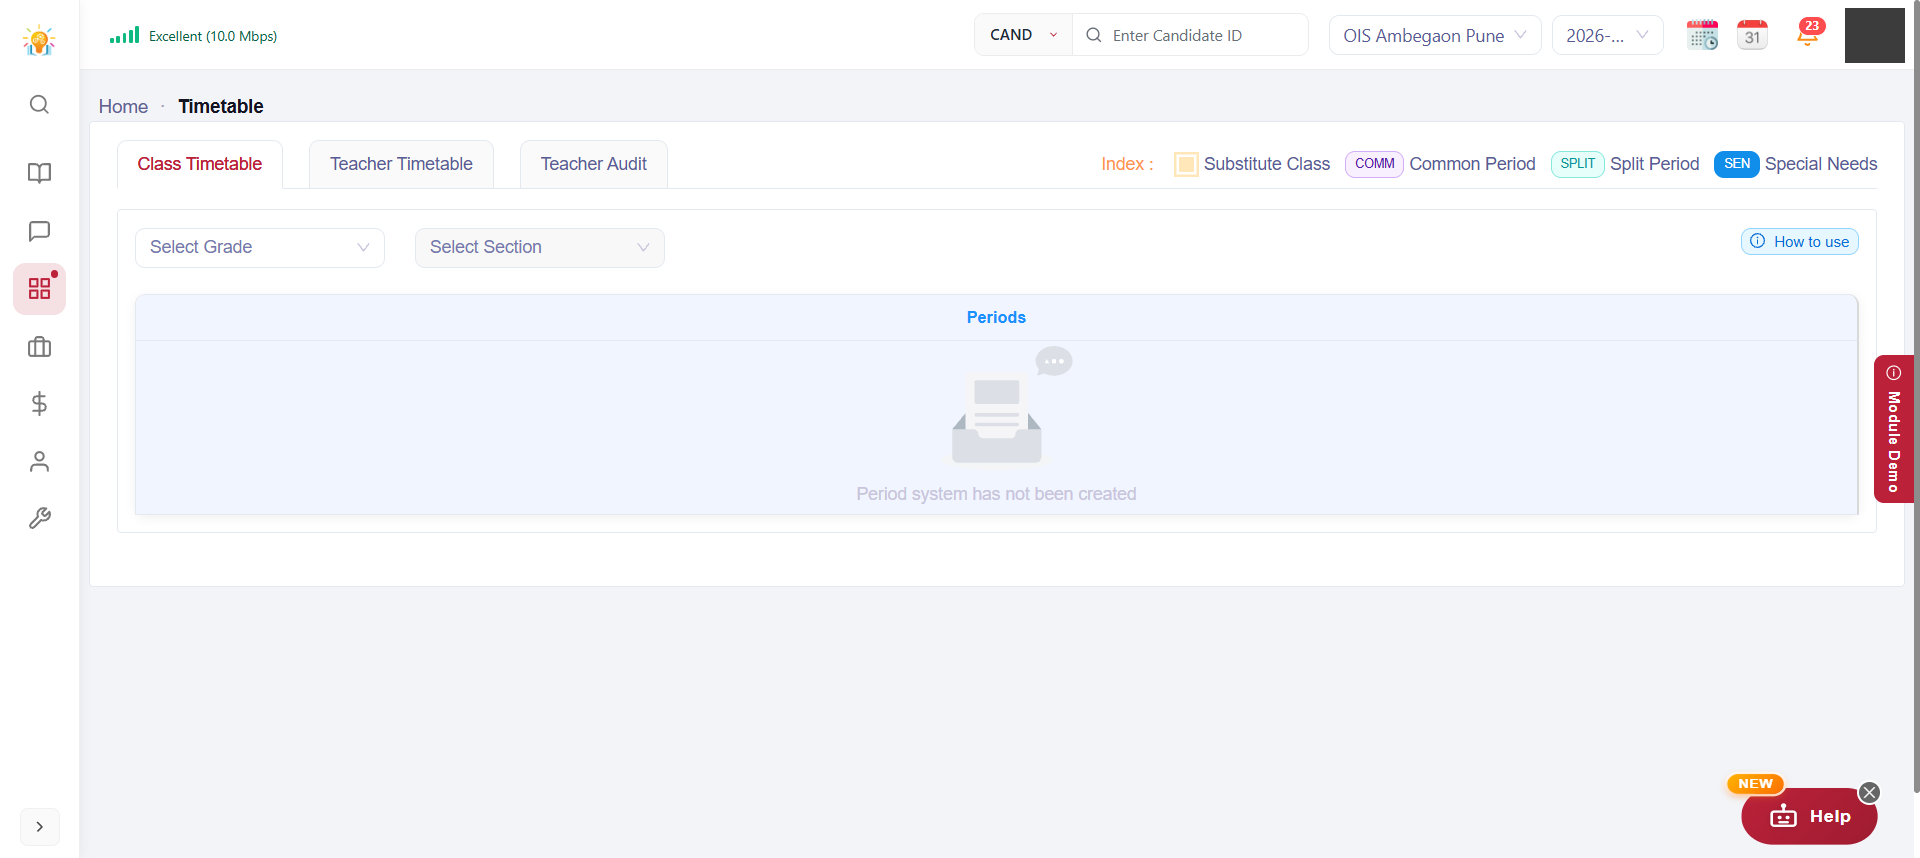 Excellent (10.0 Mbps)
CAND
Enter Candidate ID
OIS Ambegaon Pune
2026-...
31
23
Home · Timetable
Class Timetable
Teacher Timetable
Teacher Audit
Index :
Substitute Class
COMM Common Period
SPLIT Split Period
SEN Special Needs
Select Grade
Select Section
How to use
Periods
Period system has not been created
Module Demo
NEW
Help